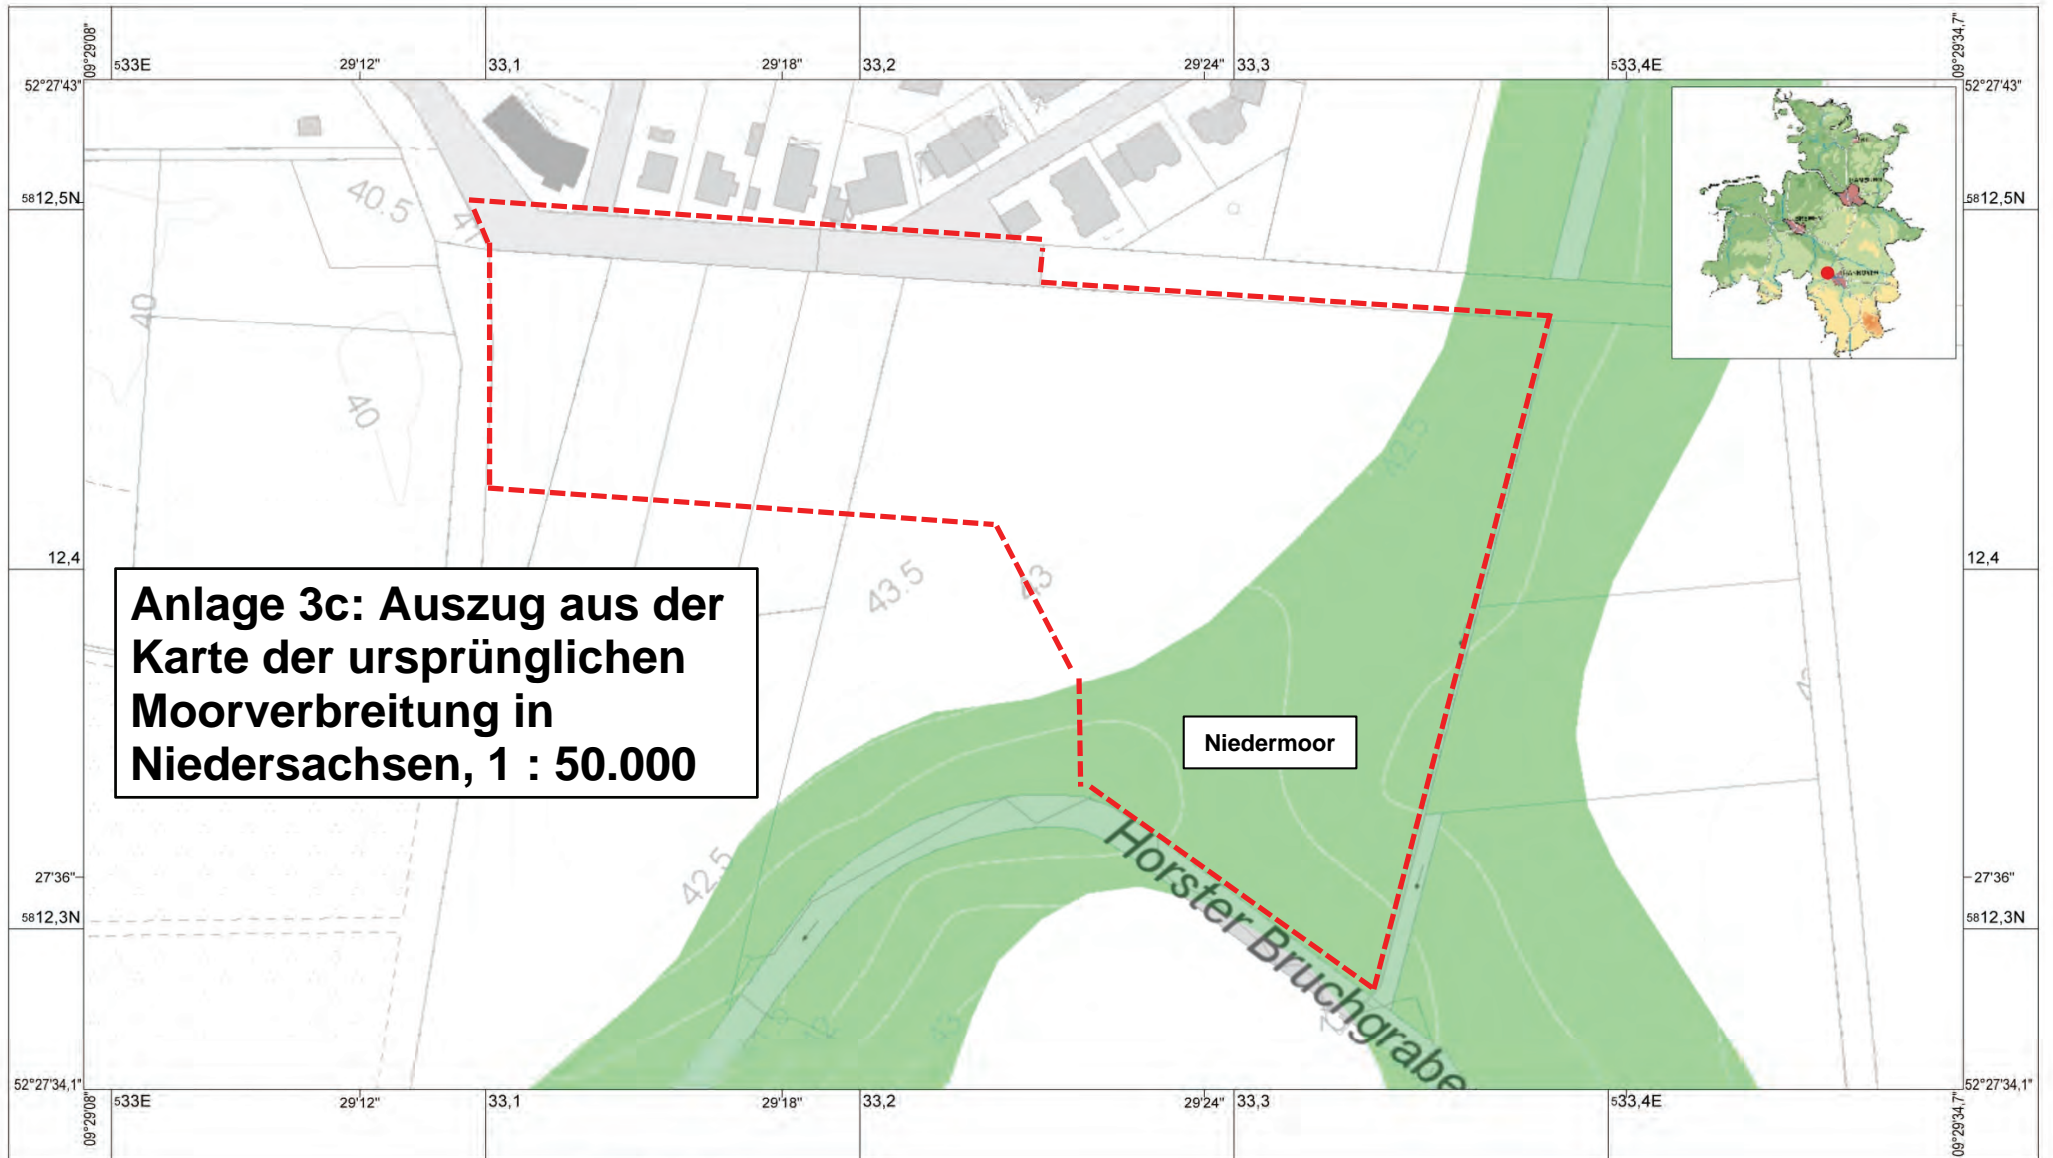 09°29'08"
533E
29'12"
33,1
29'18"
33,2
29'24"
33,3
533,4E
09°29'34,7"
52°27'43"
52°27'43"
5812,5N
5812,5N
40.5
41
40
40
42.5
12,4
12,4
43.5
43
Anlage 3c: Auszug aus der
Karte der ursprünglichen
Moorverbreitung in
Niedersachsen, 1 : 50.000
Niedermoor
Horster Bruchgrabe
42.5
27'36"
27'36"
5812,3N
5812,3N
42
43
52°27'34,1"
52°27'34,1"
09°29'08"
533E
29'12"
33,1
29'18"
33,2
29'24"
33,3
533,4E
09°29'34,7"